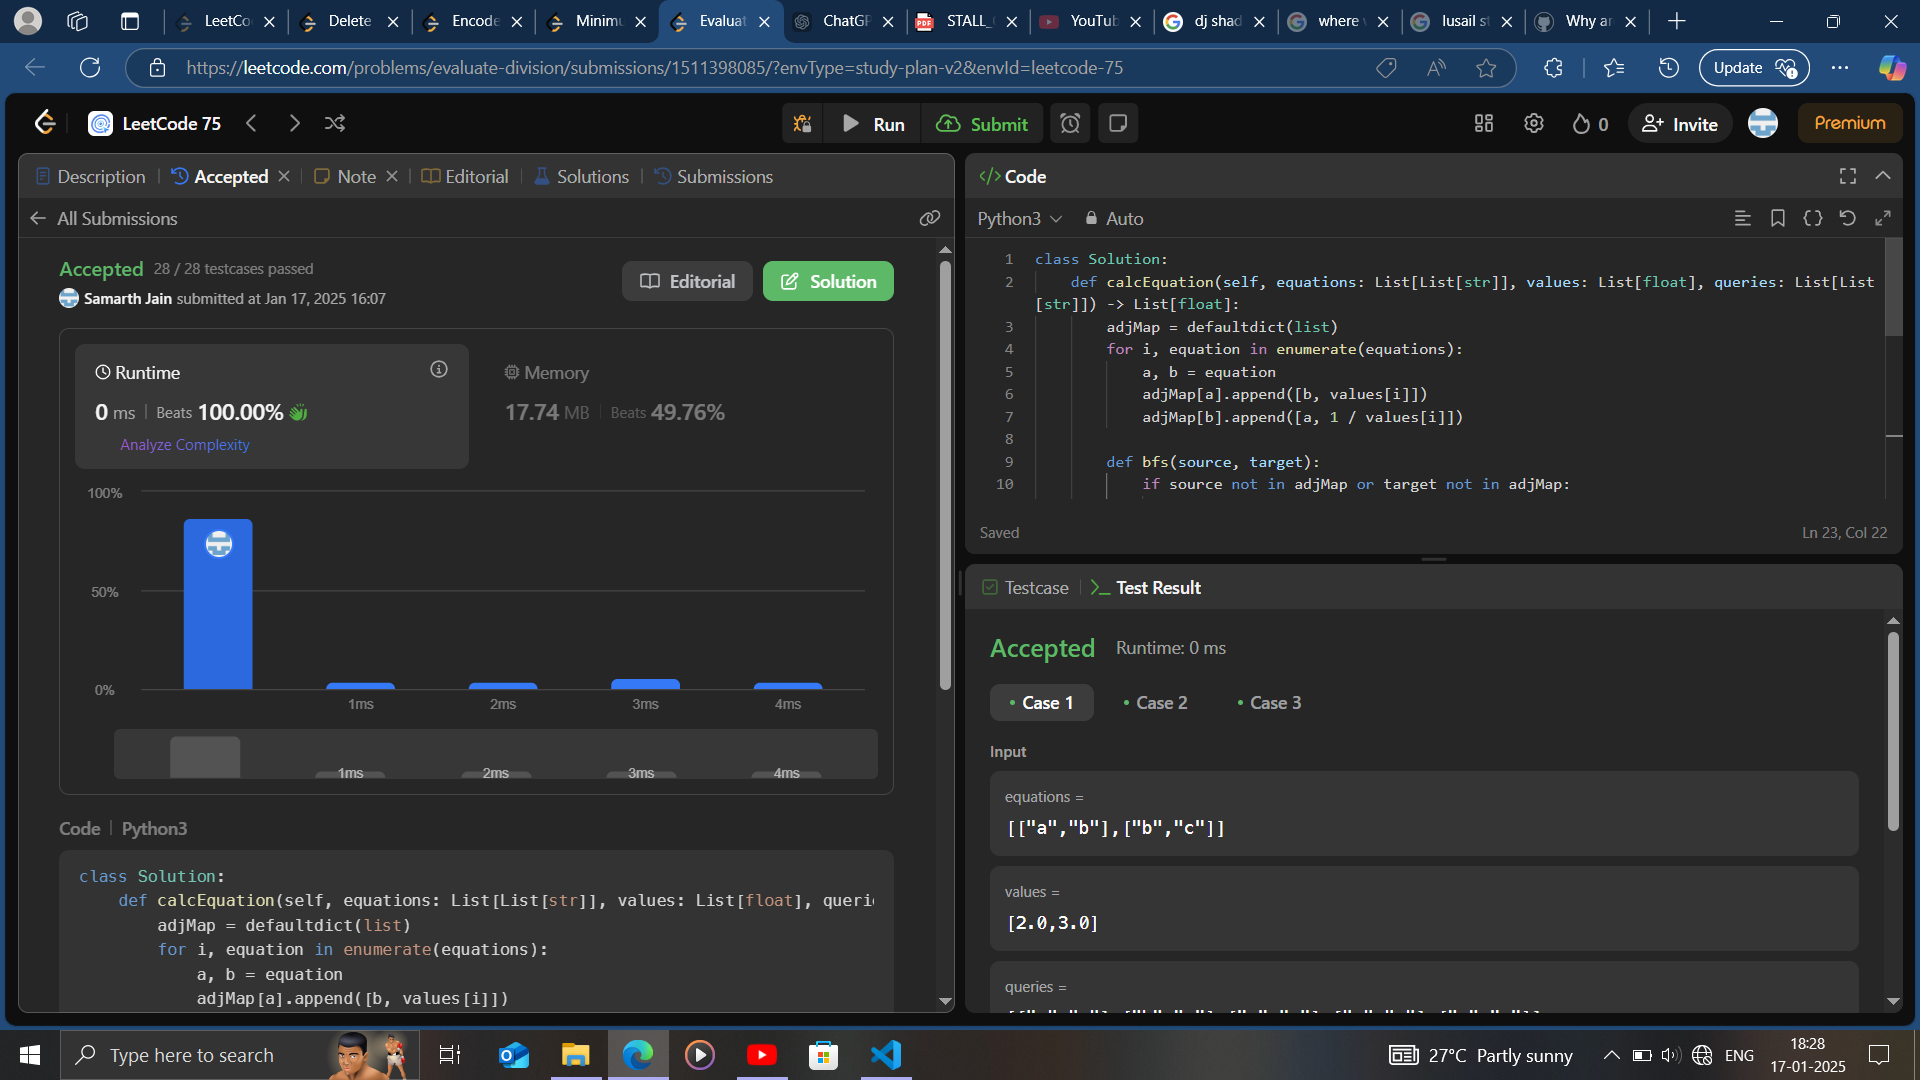 LeetCo
Delete
Encode
Minimu
Evaluat
ChatGP
STALL_
YouTub
dj shad
where
lusail st
Why ar
https://leetcode.com/problems/evaluate-division/submissions/1511398085/?envType=study-plan-v2&envId=leetcode-75
Update
LeetCode 75
Run
Submit
0
Invite
Premium
Description
Accepted
Note
Editorial
Solutions
Submissions
All Submissions
Accepted 28 / 28 testcases passed
Samarth Jain submitted at Jan 17, 2025 16:07
Editorial
Solution
Runtime
0 ms Beats 100.00%
Analyze Complexity
Memory
17.74 MB Beats 49.76%
100%
50%
0%
1ms 2ms 3ms 4ms
1ms 2ms 3ms 4ms
Code Python3
class Solution:
def calcEquation(self, equations: List[List[str]], values: List[float], queri
adjMap = defaultdict(list)
for i, equation in enumerate(equations):
a, b = equation
adjMap[a].append([b, values[i]])
</> Code
Python3 Auto
1 class Solution:
2 def calcEquation(self, equations: List[List[str]], values: List[float], queries: List[List
[str]]) -> List[float]:
3 adjMap = defaultdict(list)
4 for i, equation in enumerate(equations):
5 a, b = equation
6 adjMap[a].append([b, values[i]])
7 adjMap[b].append([a, 1 / values[i]])
8
9 def bfs(source, target):
10 if source not in adjMap or target not in adjMap:
Saved
Ln 23, Col 22
Testcase
Test Result
Accepted Runtime: 0 ms
Case 1 Case 2 Case 3
Input
equations =
[["a","b"],["b","c"]]
values =
[2.0,3.0]
queries =
Type here to search
27°C Partly sunny
ENG
18:28
17-01-2025